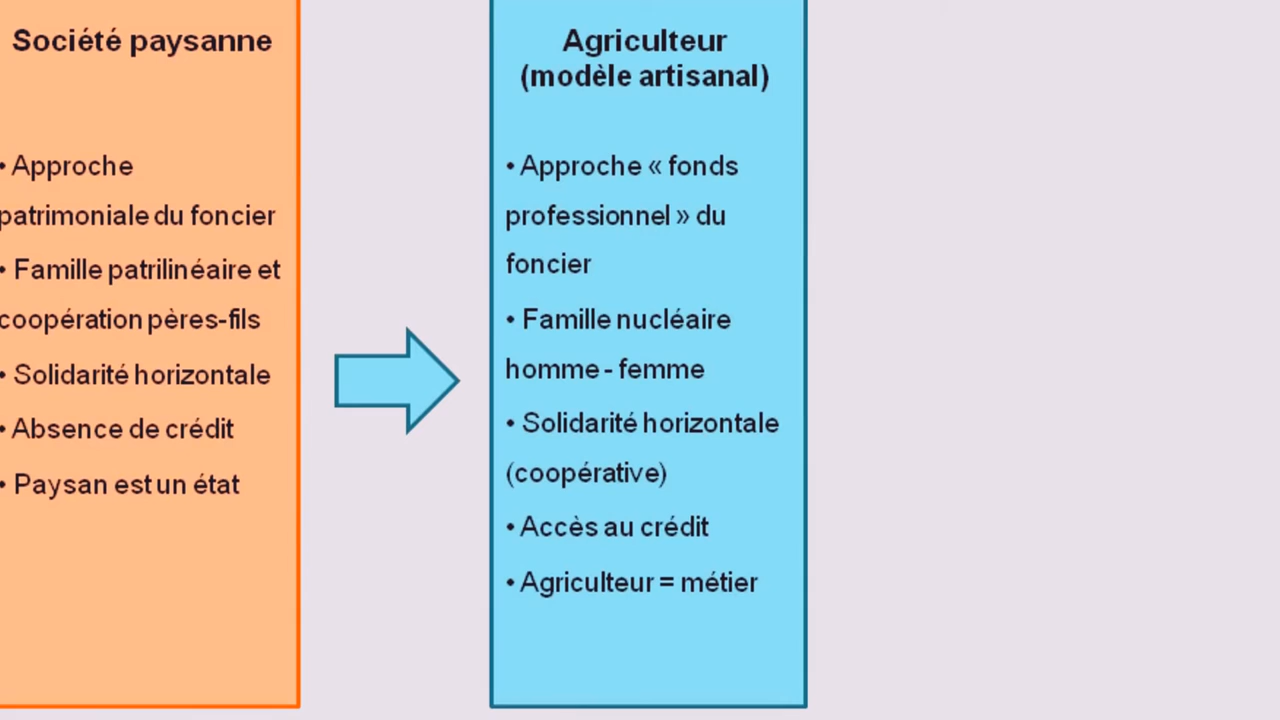 Société paysanne
• Approche
patrimoniale du foncier
• Famille patrilinéaire et
coopération pères-fils
• Solidarité horizontale
• Absence de crédit
• Paysan est un état
Agriculteur
(modèle artisanal)
• Approche « fonds
professionnel » du
foncier
• Famille nucléaire
homme - femme
• Solidarité horizontale
(coopérative)
• Accès au crédit
• Agriculteur = métier